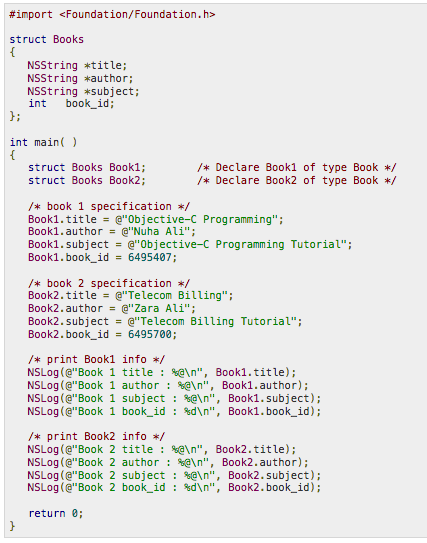 #import <Foundation/Foundation.h>
struct Books
{
NSString *title;
NSString *author;
NSString *subject;
int   book_id;
};
int main( )
{
struct Books Book1;        /* Declare Book1 of type Book */
struct Books Book2;        /* Declare Book2 of type Book */
/* book 1 specification */
Book1.title = @"Objective-C Programming";
Book1.author = @"Nuha Ali";
Book1.subject = @"Objective-C Programming Tutorial";
Book1.book_id = 6495407;
/* book 2 specification */
Book2.title = @"Telecom Billing";
Book2.author = @"Zara Ali";
Book2.subject = @"Telecom Billing Tutorial";
Book2.book_id = 6495700;
/* print Book1 info */
NSLog(@"Book 1 title : %@\n", Book1.title);
NSLog(@"Book 1 author : %@\n", Book1.author);
NSLog(@"Book 1 subject : %@\n", Book1.subject);
NSLog(@"Book 1 book_id : %d\n", Book1.book_id);
/* print Book2 info */
NSLog(@"Book 2 title : %@\n", Book2.title);
NSLog(@"Book 2 author : %@\n", Book2.author);
NSLog(@"Book 2 subject : %@\n", Book2.subject);
NSLog(@"Book 2 book_id : %d\n", Book2.book_id);
return 0;
}